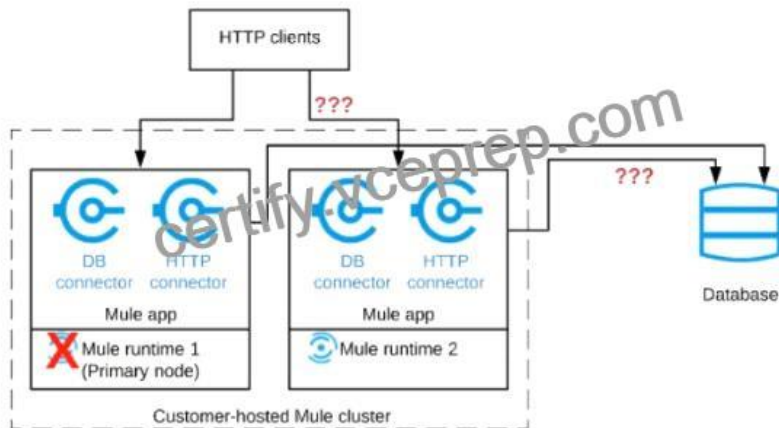 HTTP clients
???
certify.vceprep.com
???
DB
connector
HTTP
connector
DB
connector
HTTP
connector
Database
Mule app
Mule app
Mule runtime 1
(Primary node)
Mule runtime 2
Customer-hosted Mule cluster